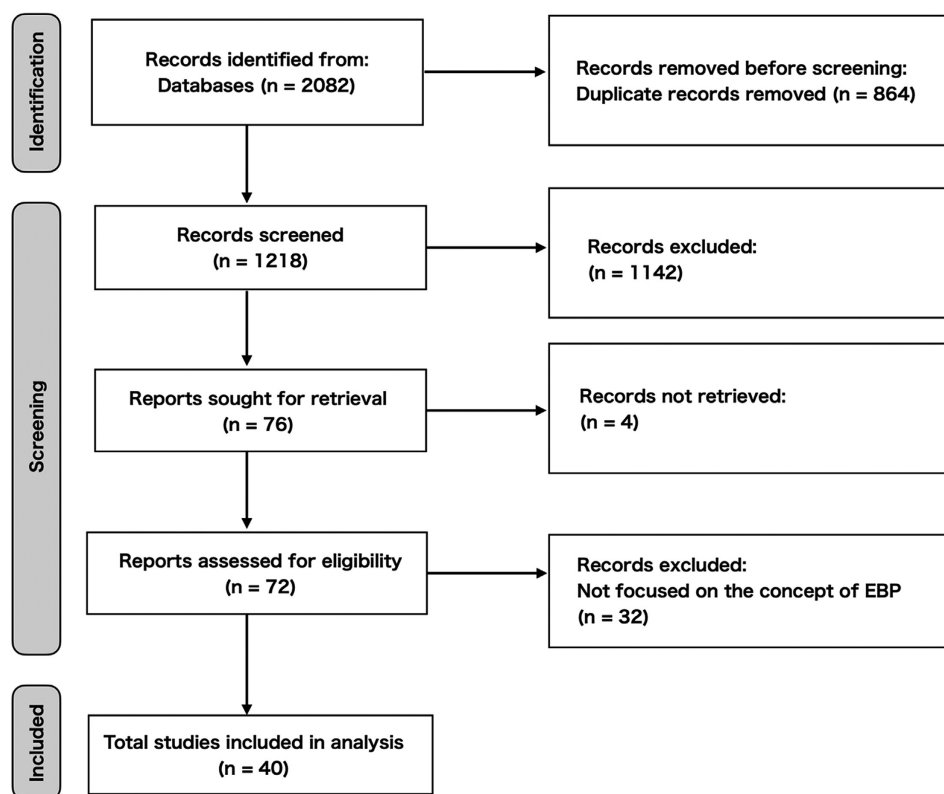 Identification
Records identified from:
Databases (n = 2082)
Records removed before screening:
Duplicate records removed (n = 864)
Screening
Records screened
(n = 1218)
Records excluded:
(n = 1142)
Reports sought for retrieval
(n = 76)
Records not retrieved:
(n = 4)
Reports assessed for eligibility
(n = 72)
Records excluded:
Not focused on the concept of EBP
(n = 32)
Included
Total studies included in analysis
(n = 40)